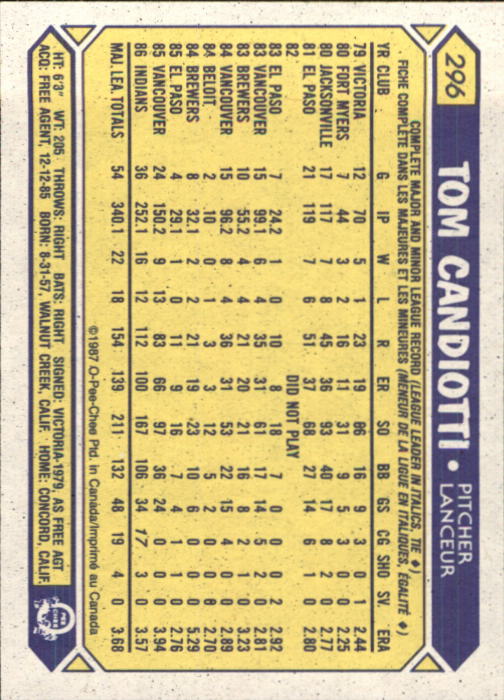 296 TOM CANDIOTTI • PITCHER
LANCEUR
COMPLETE MAJOR AND MINOR LEAGUE RECORD (LEAGUE LEADER IN ITALICS, TIE ♦)
FICHE COMPLÈTE DANS LES MAJEURES ET LES MINEURES (MENEUR DE LA LIGUE EN ITALIQUES, ÉGALITÉ ♦)
YR CLUB G IP W L R ER SO BB GS CG SHO SV. ERA
79 VICTORIA 12 70 5 1 23 19 66 16 9 3 0 1 2.44
80 FORT MYERS 7 44 3 2 16 11 31 9 5 3 0 0 2.25
80 JACKSONVILLE 17 117 7 8 45 36 93 40 17 8 2 0 2.77
81 EL PASO 21 119 7 6 51 37 68 27 14 6 1 0 2.80
82 DID NOT PLAY
83 EL PASO 7 24.2 1 0 10 8 18 7 0 0 0 2 2.92
83 VANCOUVER 15 99.1 6 4 35 31 61 17 14 5 2 0 2.81
83 BREWERS 10 55.2 4 4 21 20 21 16 8 2 1 0 3.23
84 VANCOUVER 15 96.2 8 4 36 31 53 22 15 4 0 0 2.89
84 BELOIT 2 10 0 1 3 3 12 5 2 0 0 0 2.70
84 BREWERS 8 32.1 2 2 21 19 23 10 6 0 0 0 5.29
85 EL PASO 4 29.1 1 0 11 9 16 7 4 1 1 0 2.76
85 VANCOUVER 24 150.2 9 13 83 66 97 36 24 0 0 0 3.94
86 INDIANS 36 252.1 16 12 112 100 167 106 34 17 3 0 3.57
MAJ. LEA. TOTALS 54 340.1 22 18 154 139 211 132 48 19 4 0 3.68
©1987 O-Pee-Chee Ptd. in Canada/Imprimé au Canada
HT: 6'3" WT: 205 THROWS: RIGHT BATS: RIGHT SIGNED: VICTORIA-1979, AS FREE AGT
ACQ: FREE AGENT, 12-12-85 BORN: 8-31-57, WALNUT CREEK, CALIF. HOME: CONCORD, CALIF.
O
PEE
CHEE